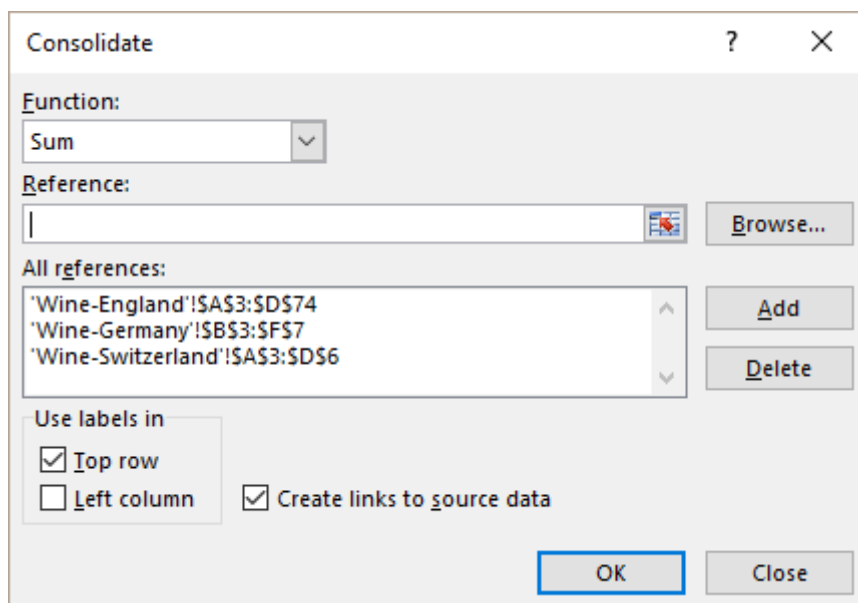 Consolidate
Function:
Sum
Reference:
Browse...
All references:
'Wine-England'!$A$3:$D$74
'Wine-Germany'!$B$3:$F$7
'Wine-Switzerland'!$A$3:$D$6
Add
Delete
Use labels in
Top row
Left column
Create links to source data
OK
Close